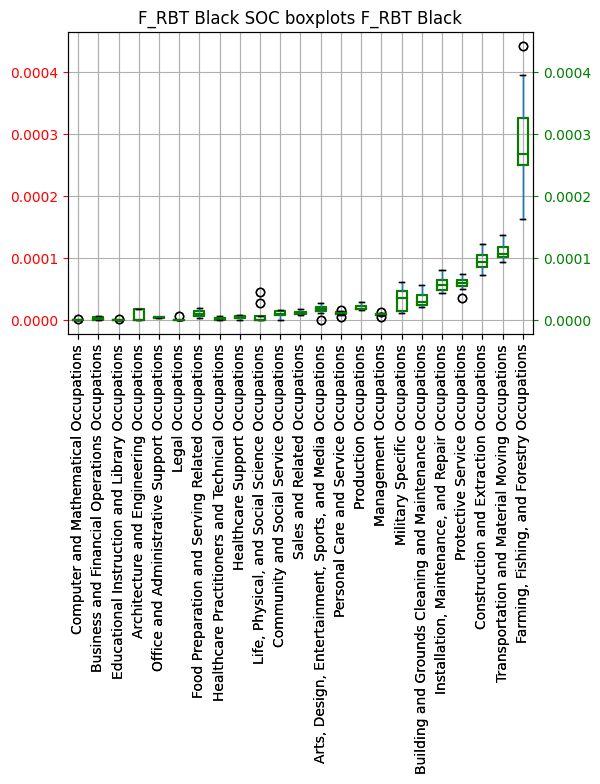 F_RBT Black SOC boxplots F_RBT Black
0.0004
0.0004
0.0003
0.0003
0.0002
0.0002
0.0001
0.0001
0.0000
0.0000
Computer and Mathematical Occupations
Business and Financial Operations Occupations
Educational Instruction and Library Occupations
Architecture and Engineering Occupations
Office and Administrative Support Occupations
Legal Occupations
Food Preparation and Serving Related Occupations
Healthcare Practitioners and Technical Occupations
Healthcare Support Occupations
Life, Physical, and Social Science Occupations
Community and Social Service Occupations
Sales and Related Occupations
Arts, Design, Entertainment, Sports, and Media Occupations
Personal Care and Service Occupations
Production Occupations
Management Occupations
Military Specific Occupations
Building and Grounds Cleaning and Maintenance Occupations
Installation, Maintenance, and Repair Occupations
Protective Service Occupations
Construction and Extraction Occupations
Transportation and Material Moving Occupations
Farming, Fishing, and Forestry Occupations